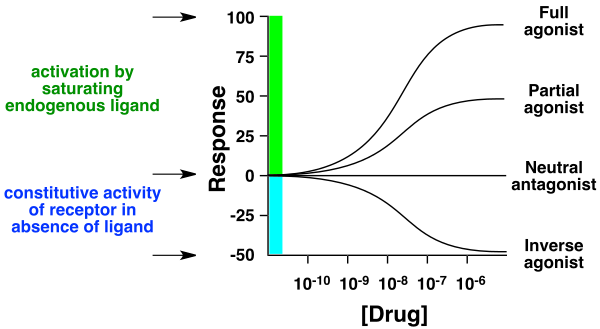 activation by
saturating
endogenous ligand
constitutive activity
of receptor in
absence of ligand
Response
100
75
50
25
0
-25
-50
10-10
10-9
10-8
10-7
10-6
[Drug]
Full
agonist
Partial
agonist
Neutral
antagonist
Inverse
agonist